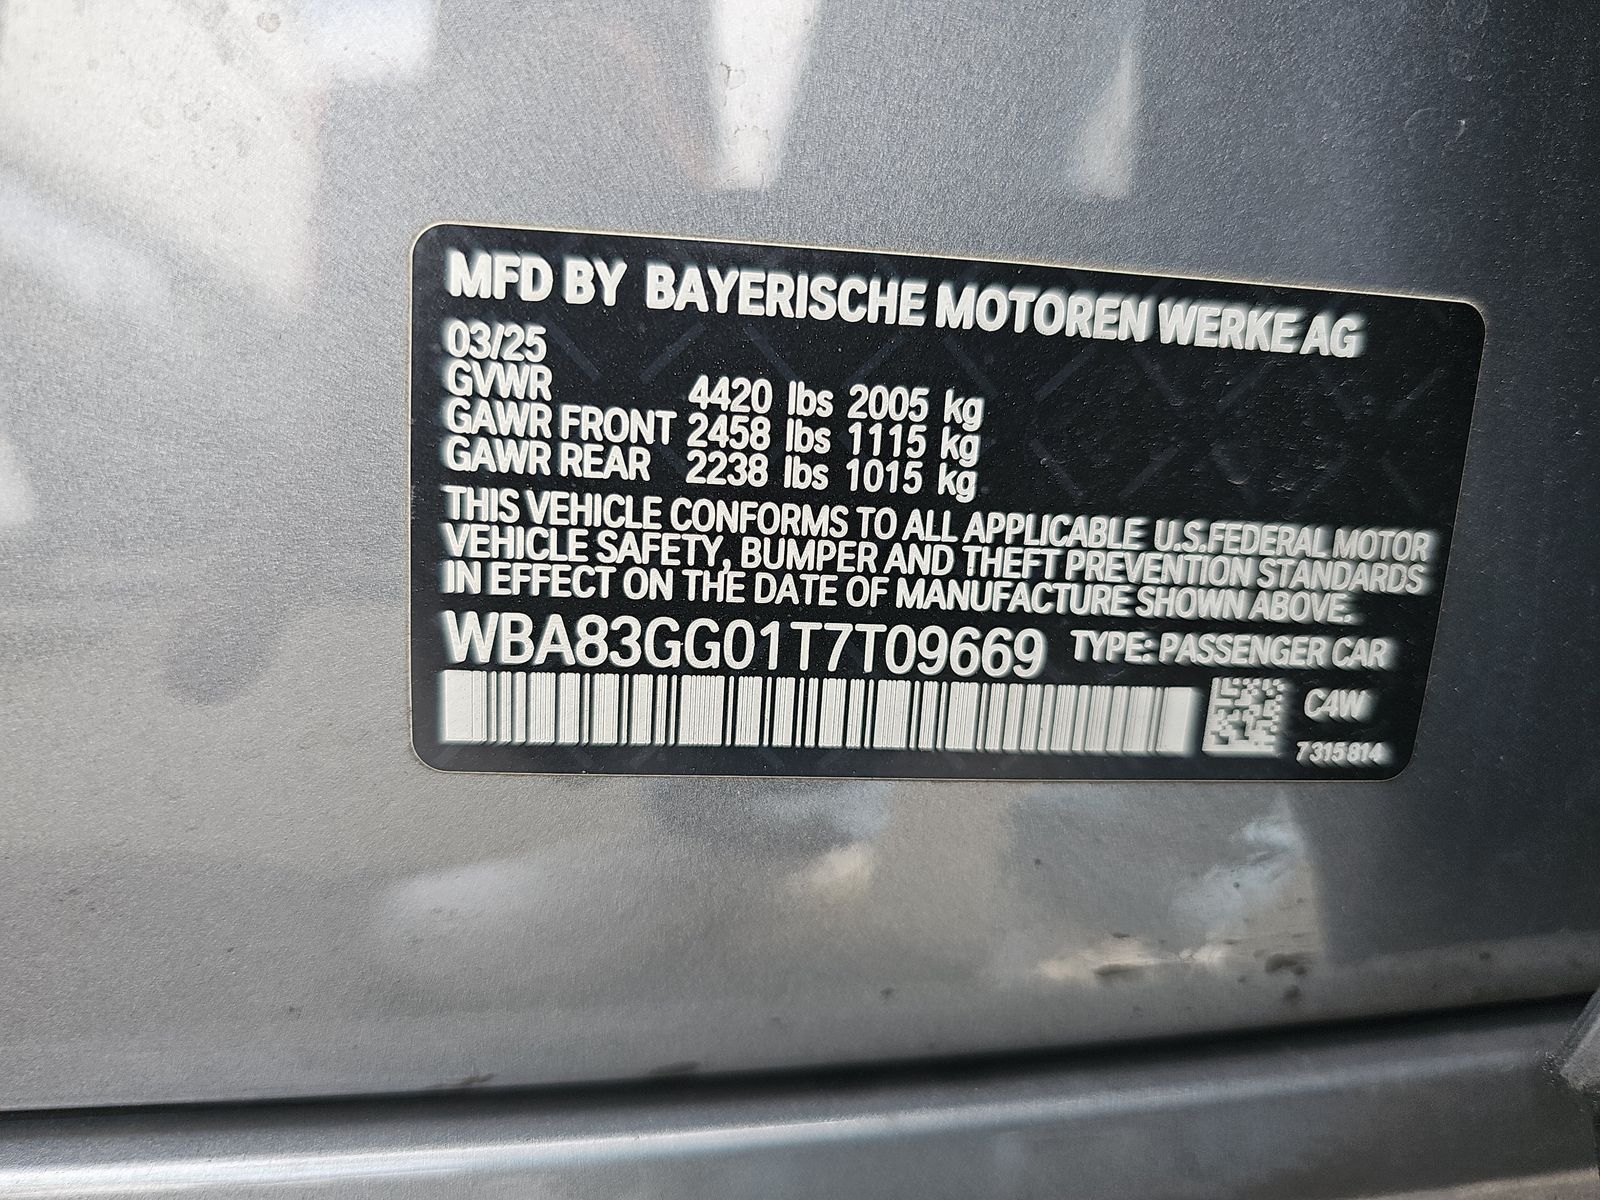 MFD BY BAYERISCHE MOTOREN WERKE AG
03/25
GVWR 4420 lbs 2005 kg
GAWR FRONT 2458 lbs 1115 kg
GAWR REAR 2238 lbs 1015 kg
THIS VEHICLE CONFORMS TO ALL APPLICABLE U.S.FEDERAL MOTOR
VEHICLE SAFETY, BUMPER AND THEFT PREVENTION STANDARDS
IN EFFECT ON THE DATE OF MANUFACTURE SHOWN ABOVE.
WBA83GG01T7T09669 TYPE: PASSENGER CAR
C4W
7315814